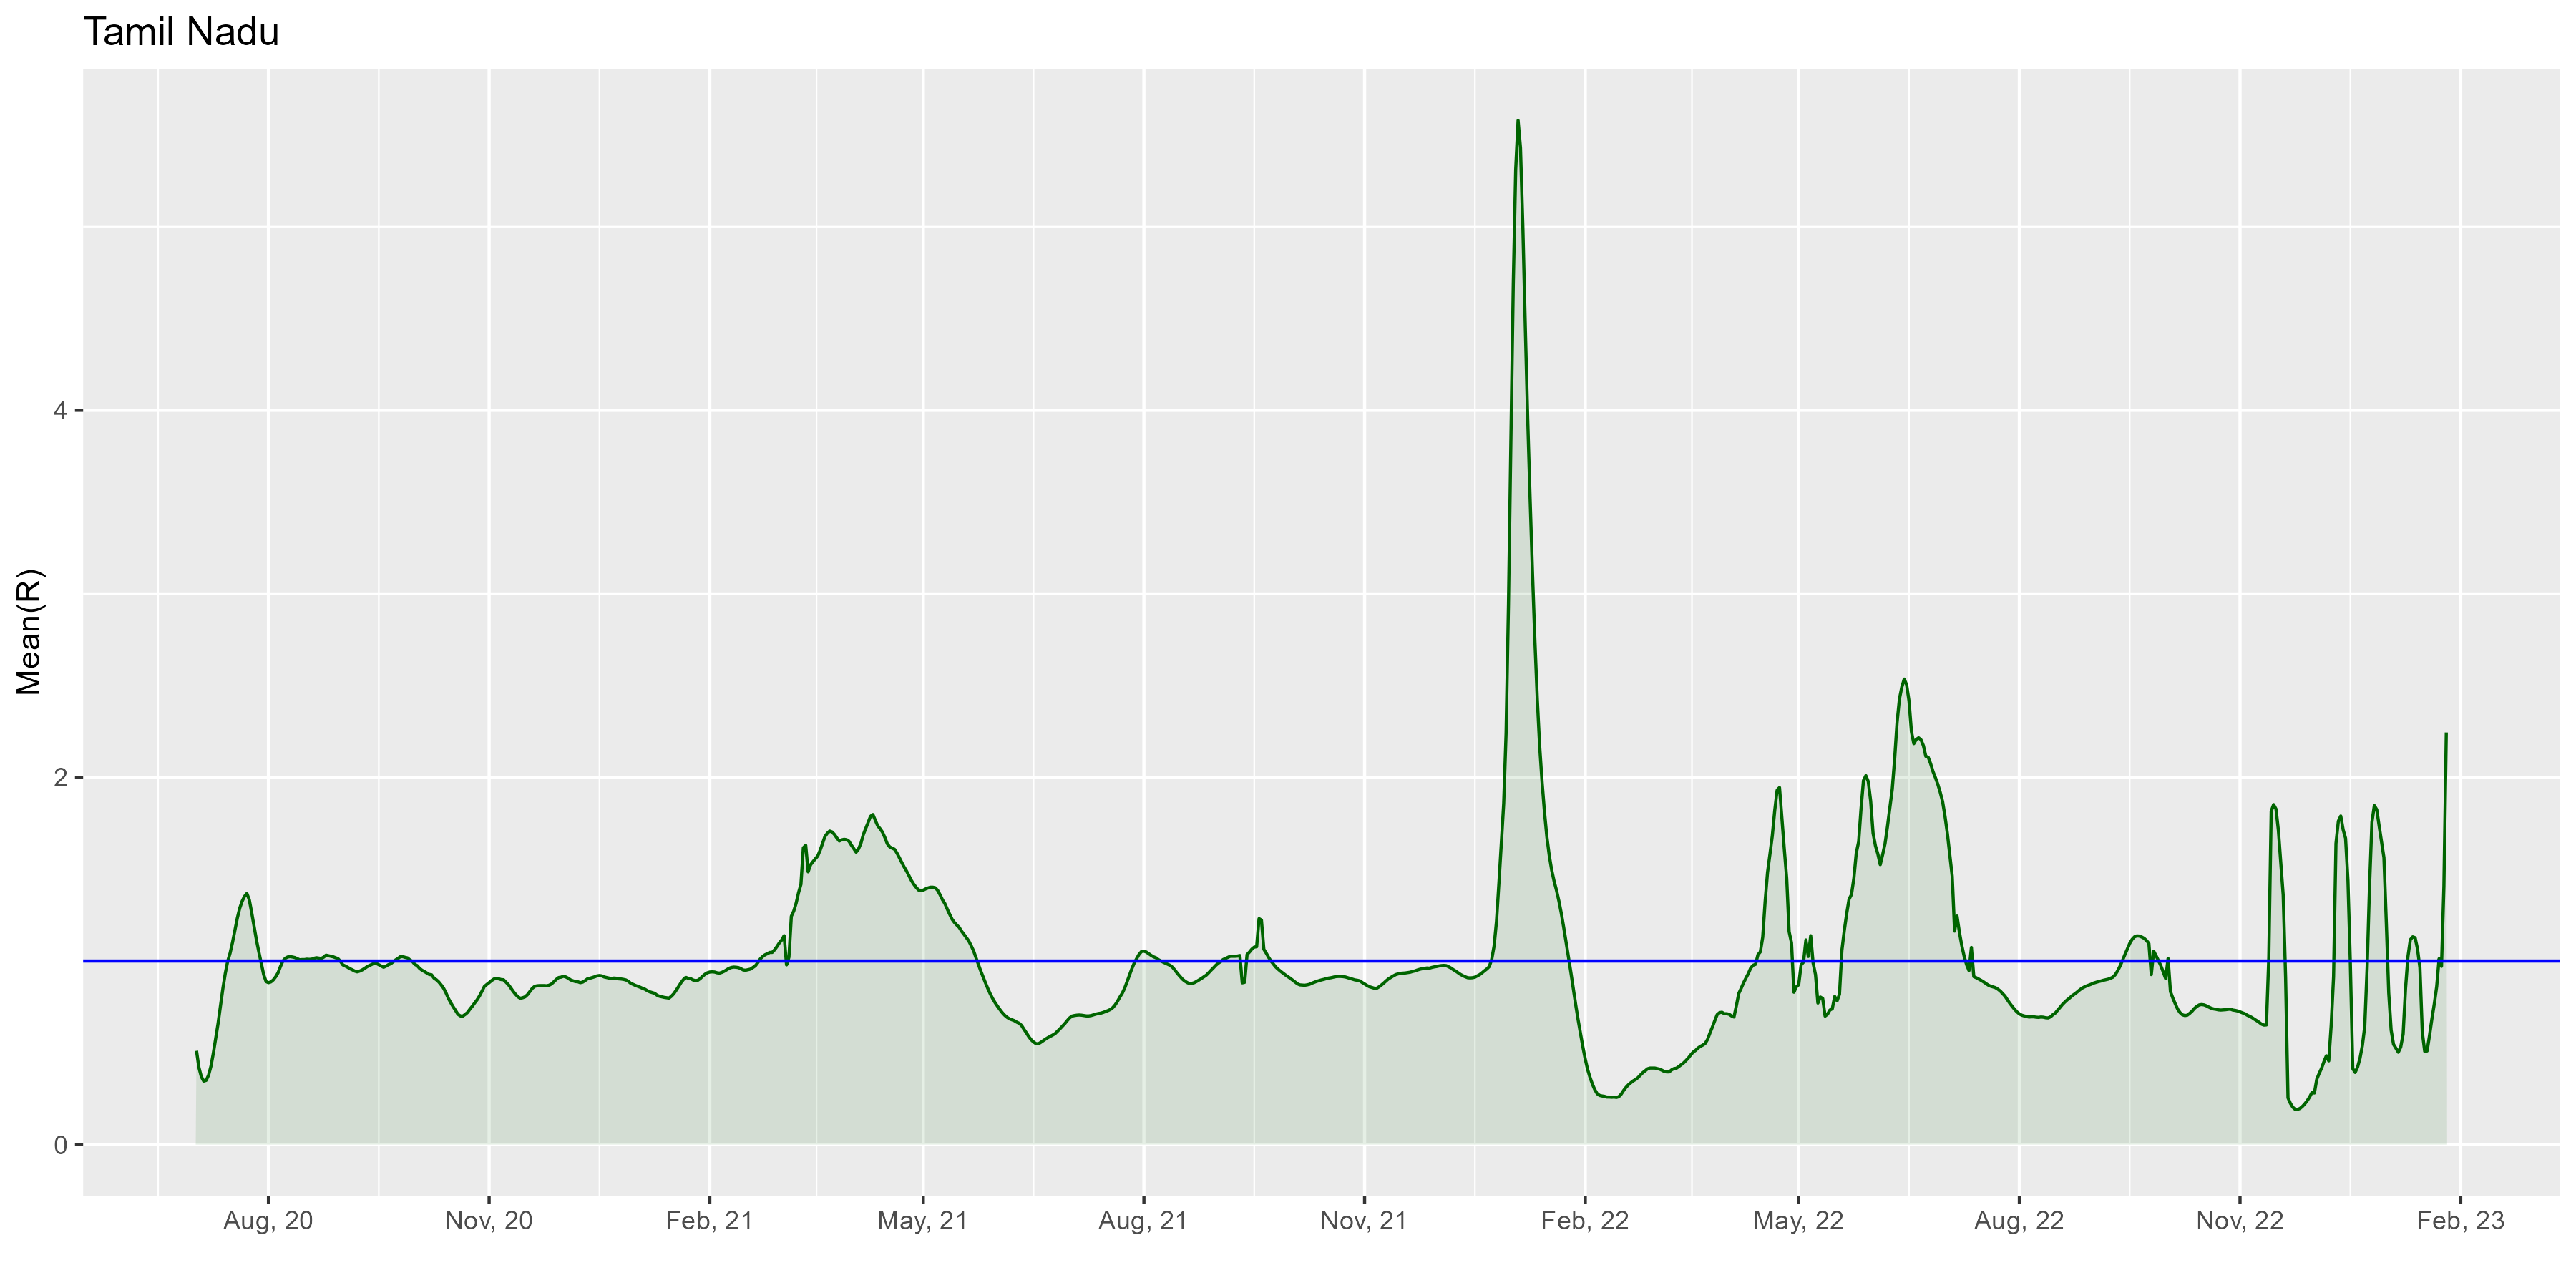 Tamil Nadu
Mean(R)
4
2
0
Aug, 20 Nov, 20 Feb, 21 May, 21 Aug, 21 Nov, 21 Feb, 22 May, 22 Aug, 22 Nov, 22 Feb, 23